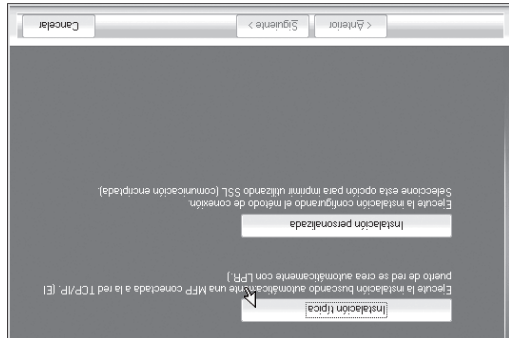 Instalación típica
Ejecute la instalación buscando automáticamente una MFP conectada a la red TCP/IP. (El
puerto de red se crea automáticamente con LPR.)
Instalación personalizada
Ejecute la instalación configurando el método de conexión.
Seleccione esta opción para imprimir utilizando SSL (comunicación encriptada).
< Anterior
Siguiente >
Cancelar